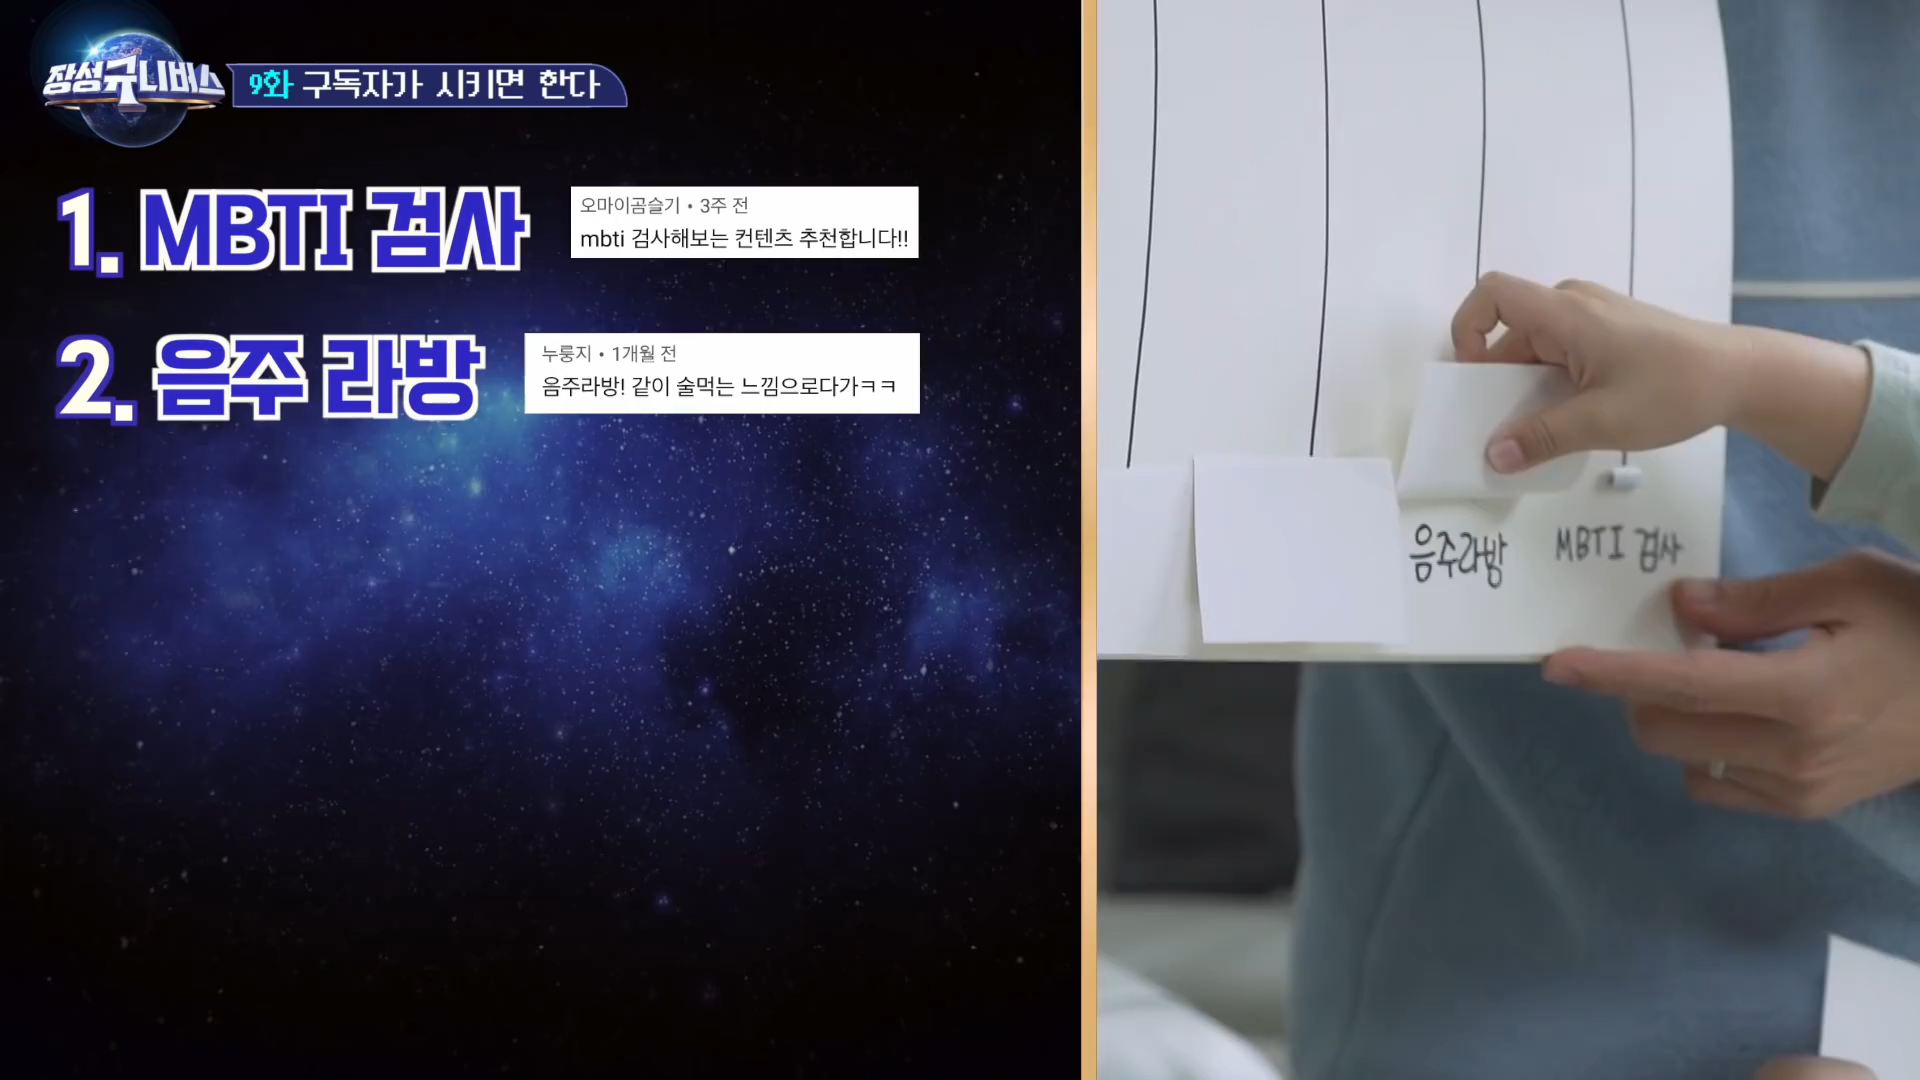 장성규니버스
9화 구독자가 시키면 한다
1. MBTI 검사
오마이곰슬기 • 3주 전
mbti 검사해보는 컨텐츠 추천합니다!!
2. 음주 라방
누룽지 • 1개월 전
음주라방! 같이 술먹는 느낌으로다가ㅋㅋ
음주라방
MBTI 검사